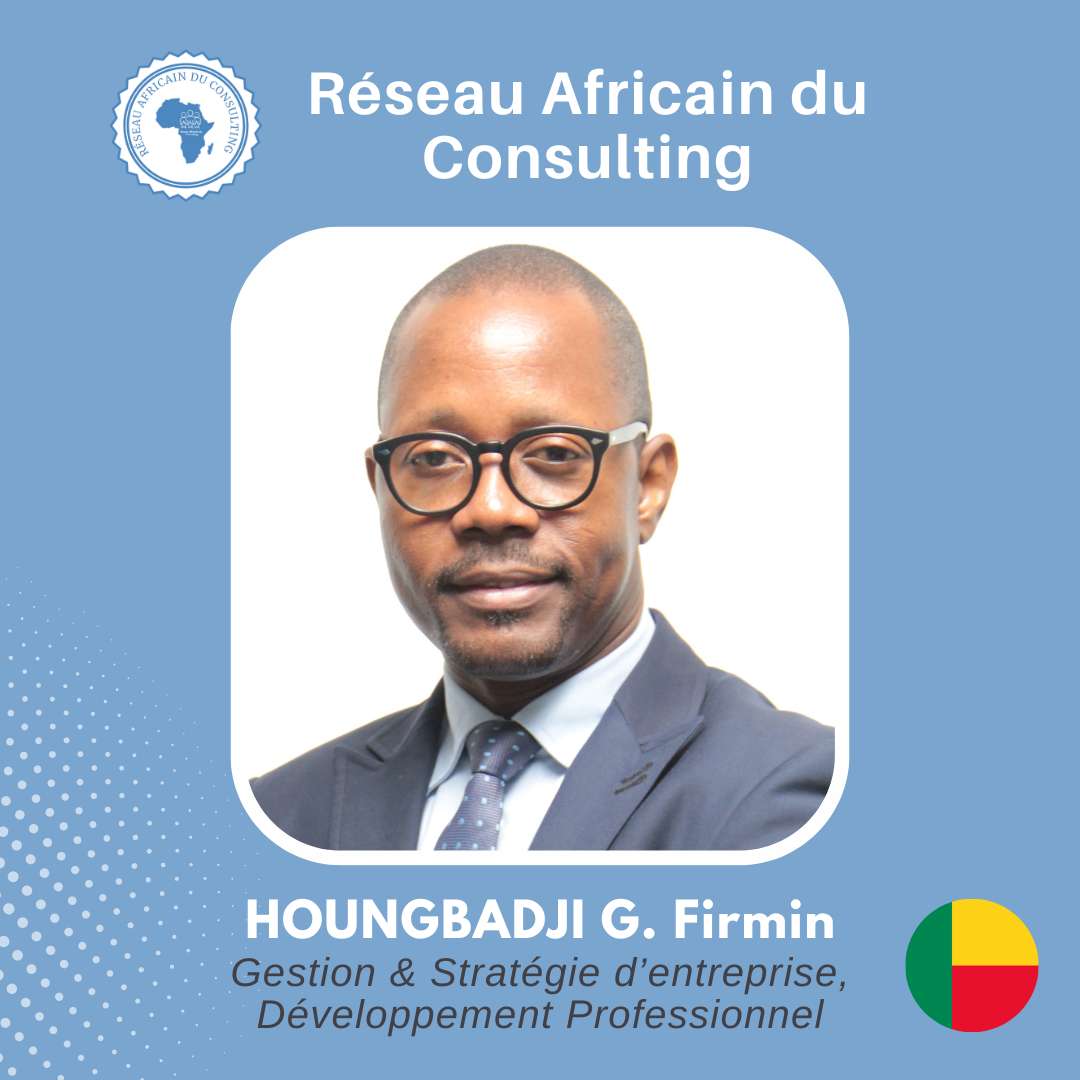 RÉSEAU AFRICAIN DU CONSULTING
Réseau Africain du
Consulting
HOUNGBADJI G. Firmin
Gestion & Stratégie d’entreprise,
Développement Professionnel